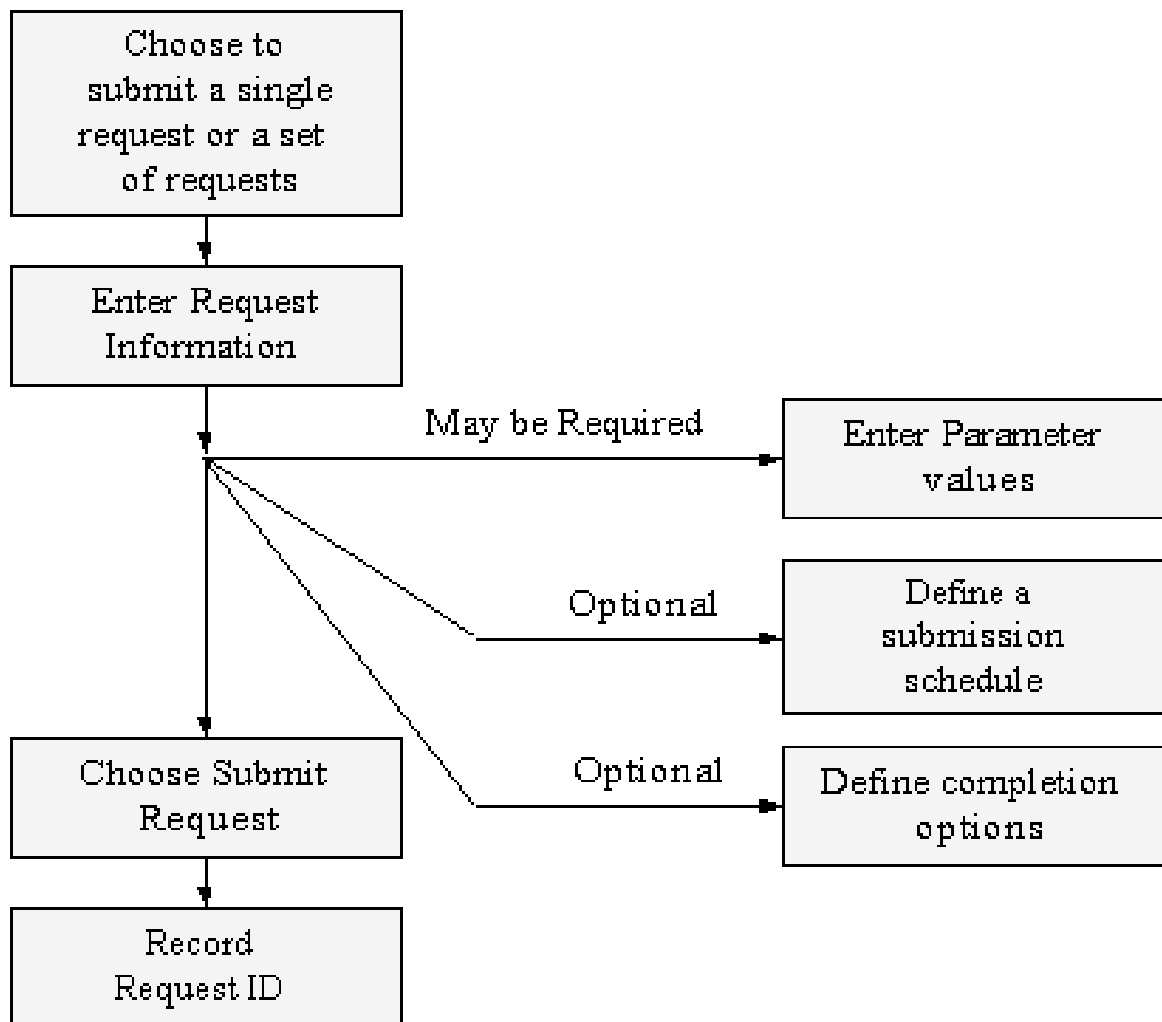 Choose to
submit a single
request or a set
of requests
Enter Request
Information
May be Required
Enter Parameter
values
Optional
Define a
submission
schedule
Optional
Define completion
options
Choose Submit
Request
Record
Request ID